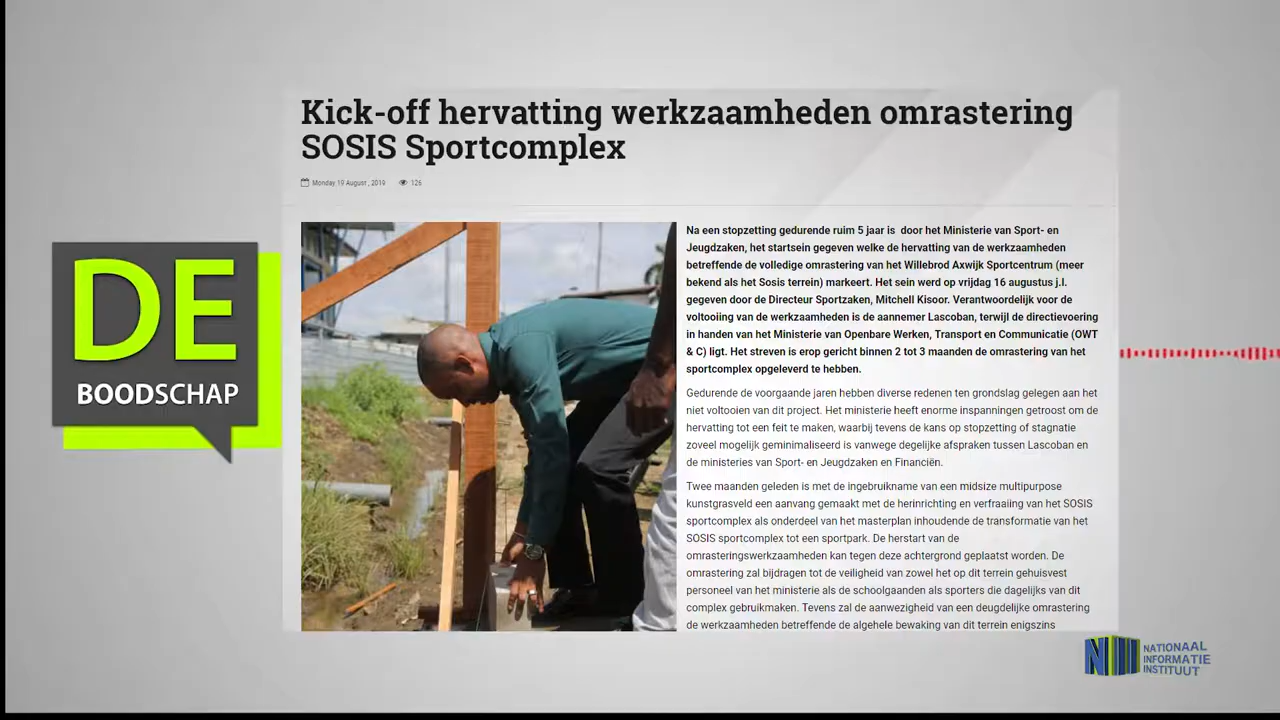 Kick-off hervatting werkzaamheden omrastering
SOSIS Sportcomplex
Monday 19 August , 2019 126
DE
BOODSCHAP
Na een stopzetting gedurende ruim 5 jaar is door het Ministerie van Sport- en
Jeugdzaken, het startsein gegeven welke de hervatting van de werkzaamheden
betreffende de volledige omrastering van het Willebrod Axwijk Sportcentrum (meer
bekend als het Sosis terrein) markeert. Het sein werd op vrijdag 16 augustus j.l.
gegeven door de Directeur Sportzaken, Mitchell Kisoor. Verantwoordelijk voor de
voltooiing van de werkzaamheden is de aannemer Lascoban, terwijl de directievoering
in handen van het Ministerie van Openbare Werken, Transport en Communicatie (OWT
& C) ligt. Het streven is erop gericht binnen 2 tot 3 maanden de omrastering van het
sportcomplex opgeleverd te hebben.
Gedurende de voorgaande jaren hebben diverse redenen ten grondslag gelegen aan het
niet voltooien van dit project. Het ministerie heeft enorme inspanningen getroost om de
hervatting tot een feit te maken, waarbij tevens de kans op stopzetting of stagnatie
zoveel mogelijk geminimaliseerd is vanwege degelijke afspraken tussen Lascoban en
de ministeries van Sport- en Jeugdzaken en Financiën.
Twee maanden geleden is met de ingebruikname van een midsize multipurpose
kunstgrasveld een aanvang gemaakt met de herinrichting en verfraaiing van het SOSIS
sportcomplex als onderdeel van het masterplan inhoudende de transformatie van het
SOSIS sportcomplex tot een sportpark. De herstart van de
omrasteringswerkzaamheden kan tegen deze achtergrond geplaatst worden. De
omrastering zal bijdragen tot de veiligheid van zowel het op dit terrein gehuisvest
personeel van het ministerie als de schoolgaanden als sporters die dagelijks van dit
complex gebruikmaken. Tevens zal de aanwezigheid van een deugdelijke omrastering
de werkzaamheden betreffende de algehele bewaking van dit terrein enigszins
NII NATIONAAL
INFORMATIE
INSTITUUT